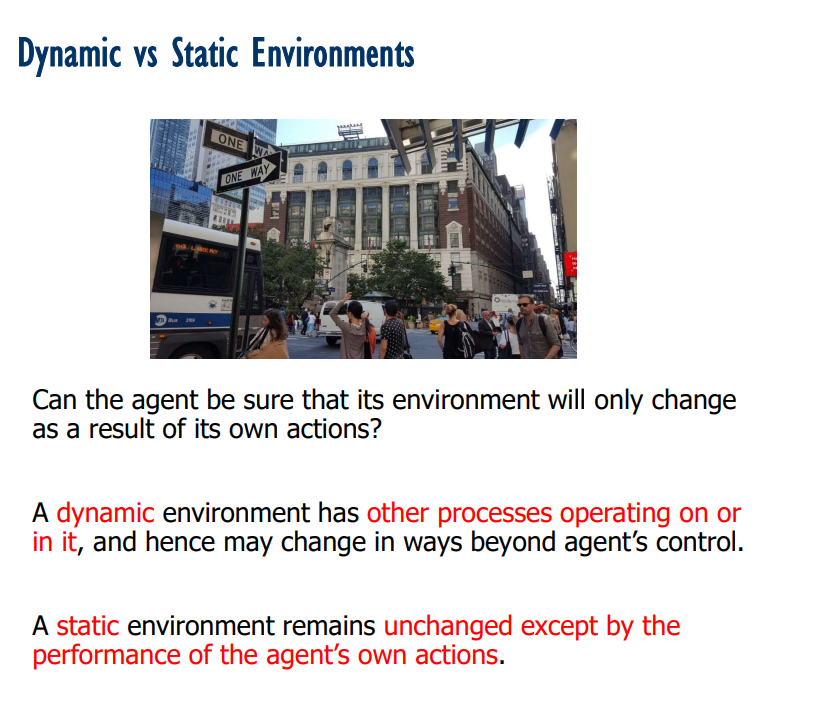 Dynamic vs Static Environments
ONE WA
ONE WAY
Can the agent be sure that its environment will only change
as a result of its own actions?
A dynamic environment has other processes operating on or
in it, and hence may change in ways beyond agent’s control.
A static environment remains unchanged except by the
performance of the agent’s own actions.